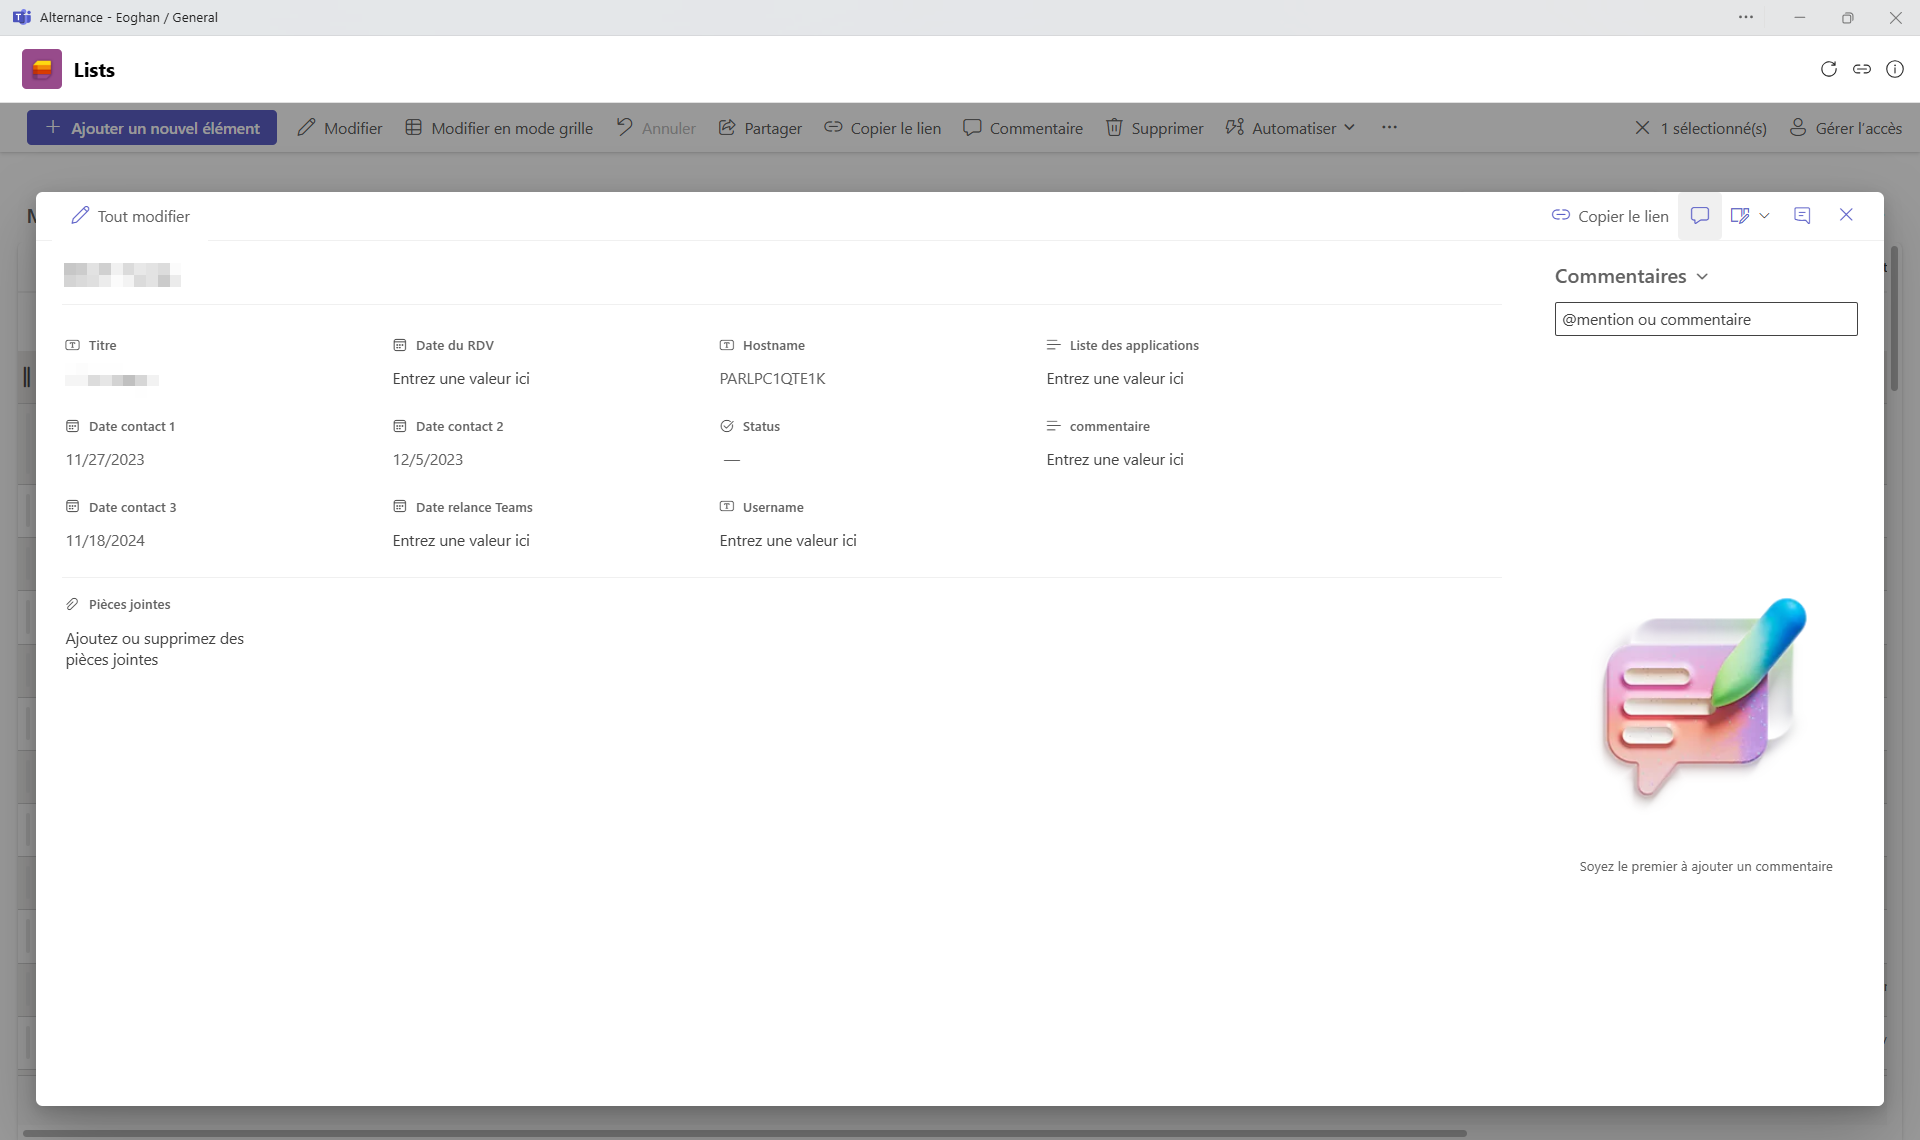 Alternance - Eoghan / General
Lists
Ajouter un nouvel élément
Modifier
Modifier en mode grille
Annuler
Partager
Copier le lien
Commentaire
Supprimer
Automatiser
1 sélectionné(s)
Gérer l'accès
Tout modifier
Copier le lien
Commentaires
@mention ou commentaire
Titre
Date du RDV
Hostname
Liste des applications
Entrez une valeur ici
PARLPC1QTE1K
Entrez une valeur ici
Date contact 1
Date contact 2
Status
commentaire
11/27/2023
12/5/2023
—
Entrez une valeur ici
Date contact 3
Date relance Teams
Username
11/18/2024
Entrez une valeur ici
Entrez une valeur ici
Pièces jointes
Ajoutez ou supprimez des
pièces jointes
Soyez le premier à ajouter un commentaire